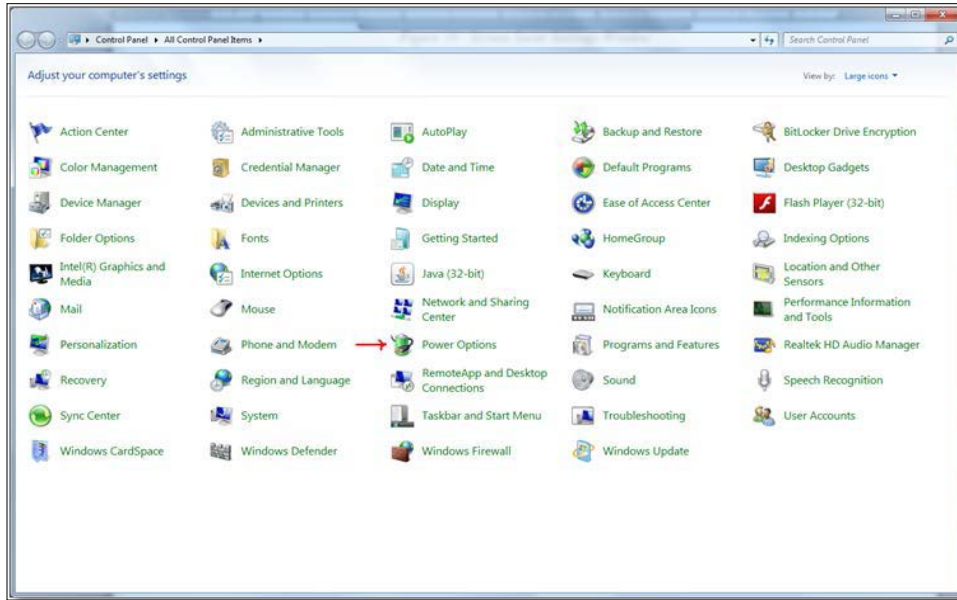 Control Panel ▸ All Control Panel Items ▸
Search Control Panel
Adjust your computer's settings
View by: Large icons
Action Center
Administrative Tools
AutoPlay
Backup and Restore
BitLocker Drive Encryption
Color Management
Credential Manager
Date and Time
Default Programs
Desktop Gadgets
Device Manager
Devices and Printers
Display
Ease of Access Center
Flash Player (32-bit)
Folder Options
Fonts
Getting Started
HomeGroup
Indexing Options
Intel(R) Graphics and
Media
Internet Options
Java (32-bit)
Keyboard
Location and Other
Sensors
Mail
Mouse
Network and Sharing
Center
Notification Area Icons
Performance Information
and Tools
Personalization
Phone and Modem
Power Options
Programs and Features
Realtek HD Audio Manager
Recovery
Region and Language
RemoteApp and Desktop
Connections
Sound
Speech Recognition
Sync Center
System
Taskbar and Start Menu
Troubleshooting
User Accounts
Windows CardSpace
Windows Defender
Windows Firewall
Windows Update